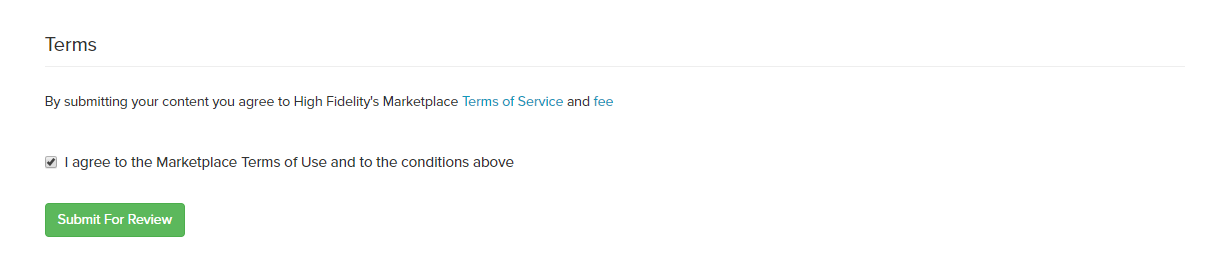 Terms
By submitting your content you agree to High Fidelity's Marketplace Terms of Service and fee
I agree to the Marketplace Terms of Use and to the conditions above
Submit For Review